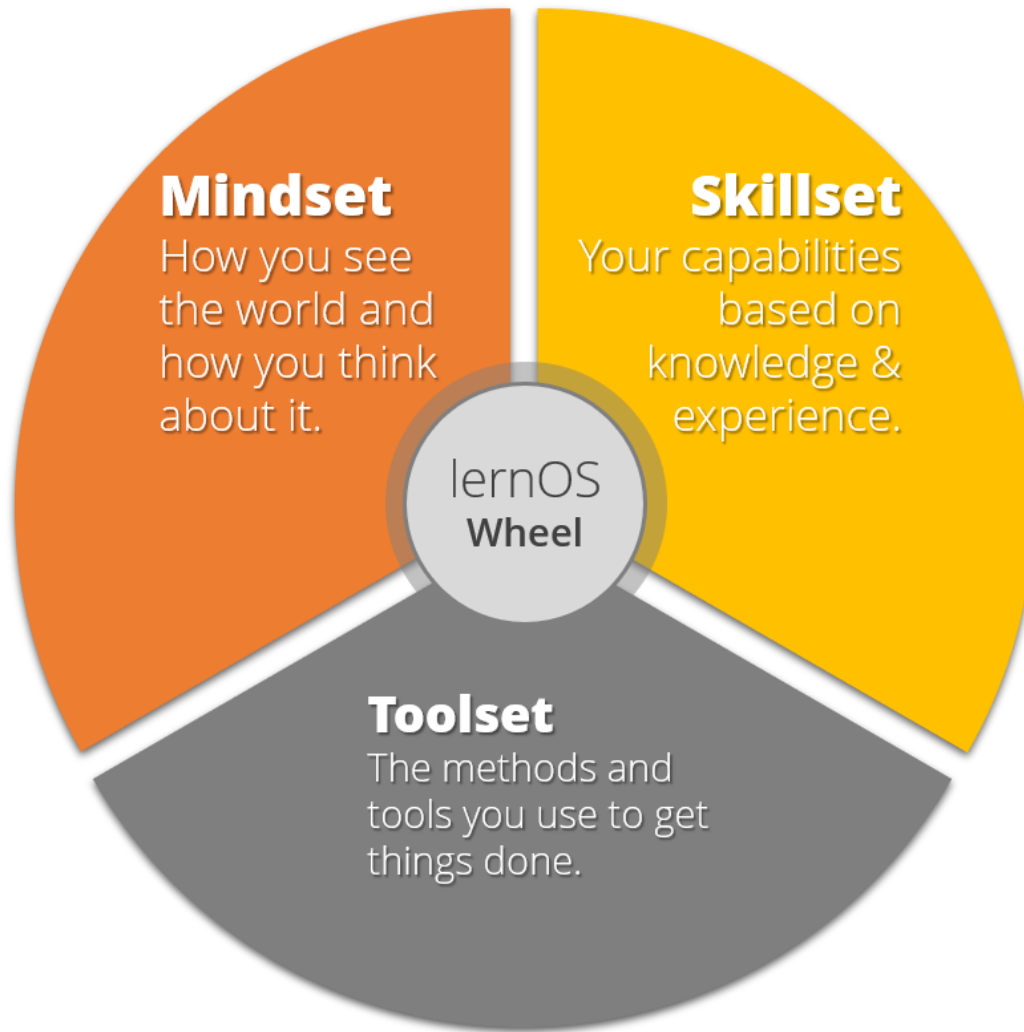 Mindset
How you see
the world and
how you think
about it.
Skillset
Your capabilities
based on
knowledge &
experience.
lernOS
Wheel
Toolset
The methods and
tools you use to get
things done.